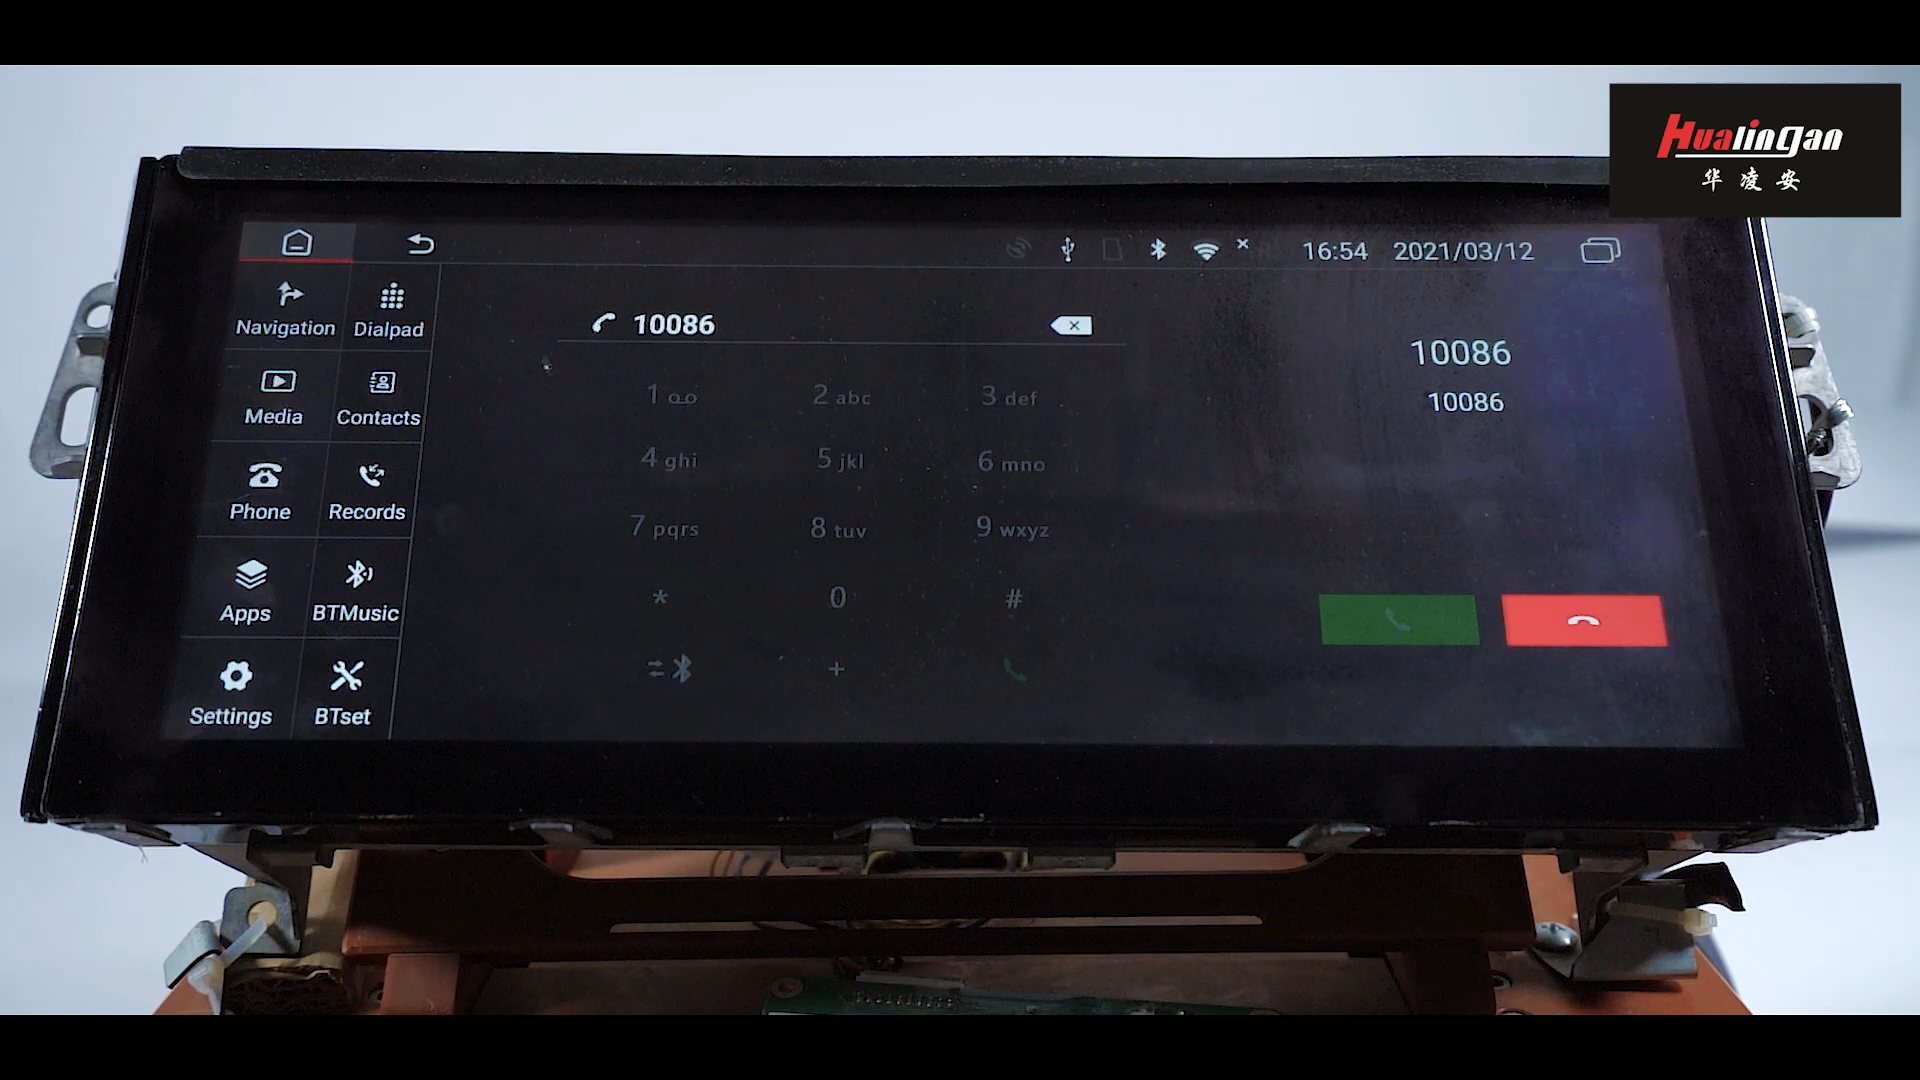 Hualingan
华凌安
16:54 2021/03/12
Navigation Dialpad
Media Contacts
Phone Records
Apps BTMusic
Settings BTset
10086
1 2 abc 3 def
4 ghi 5 jkl 6 mno
7 pqrs 8 tuv 9 wxyz
* 0 #
+
10086
10086